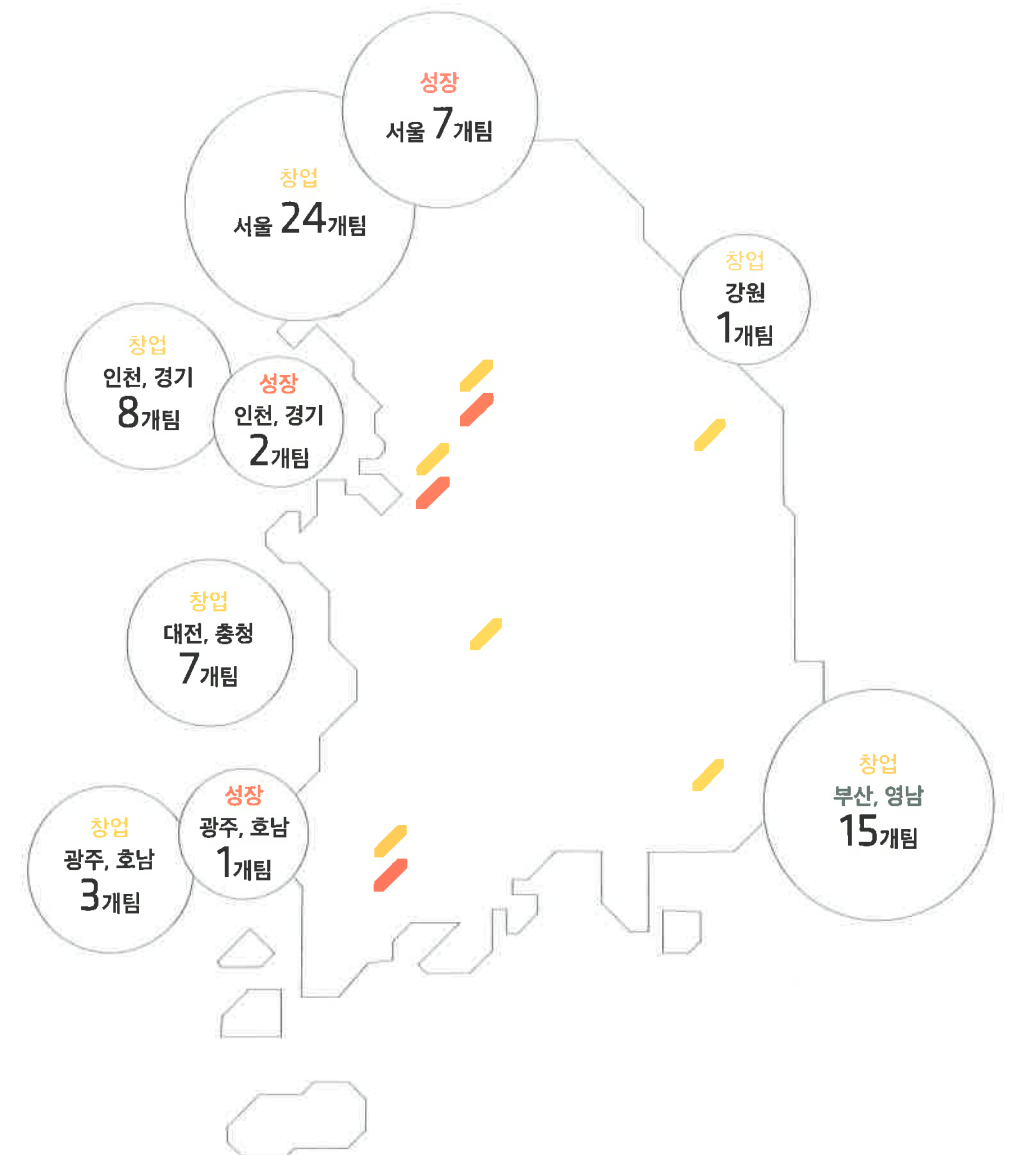 성장
서울 7개팀
창업
서울 24개팀
창업
강원
1개팀
창업
인천, 경기
8개팀
성장
인천, 경기
2개팀
창업
대전, 충청
7개팀
창업
부산, 영남
15개팀
성장
광주, 호남
1개팀
창업
광주, 호남
3개팀